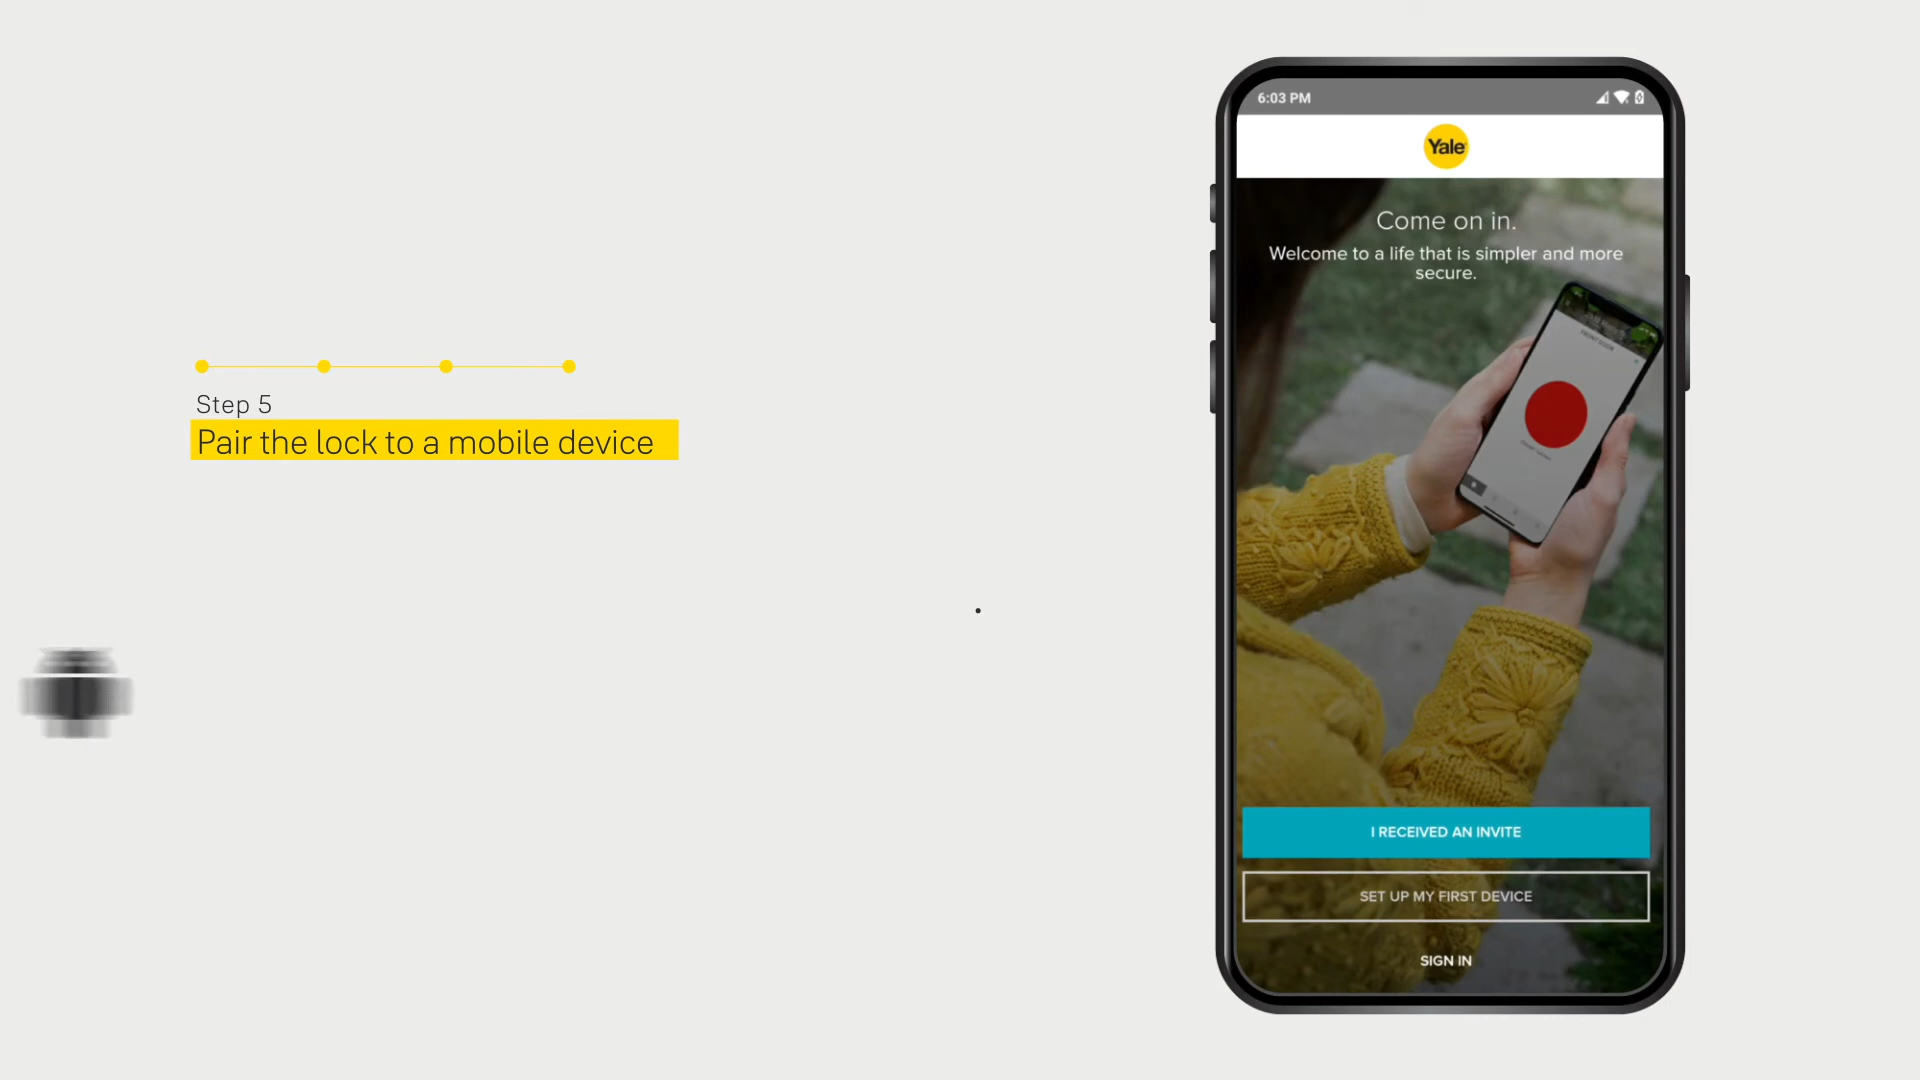 Step 5
Pair the lock to a mobile device
6:03 PM
Yale
Come on in.
Welcome to a life that is simpler and more
secure.
I RECEIVED AN INVITE
SET UP MY FIRST DEVICE
SIGN IN